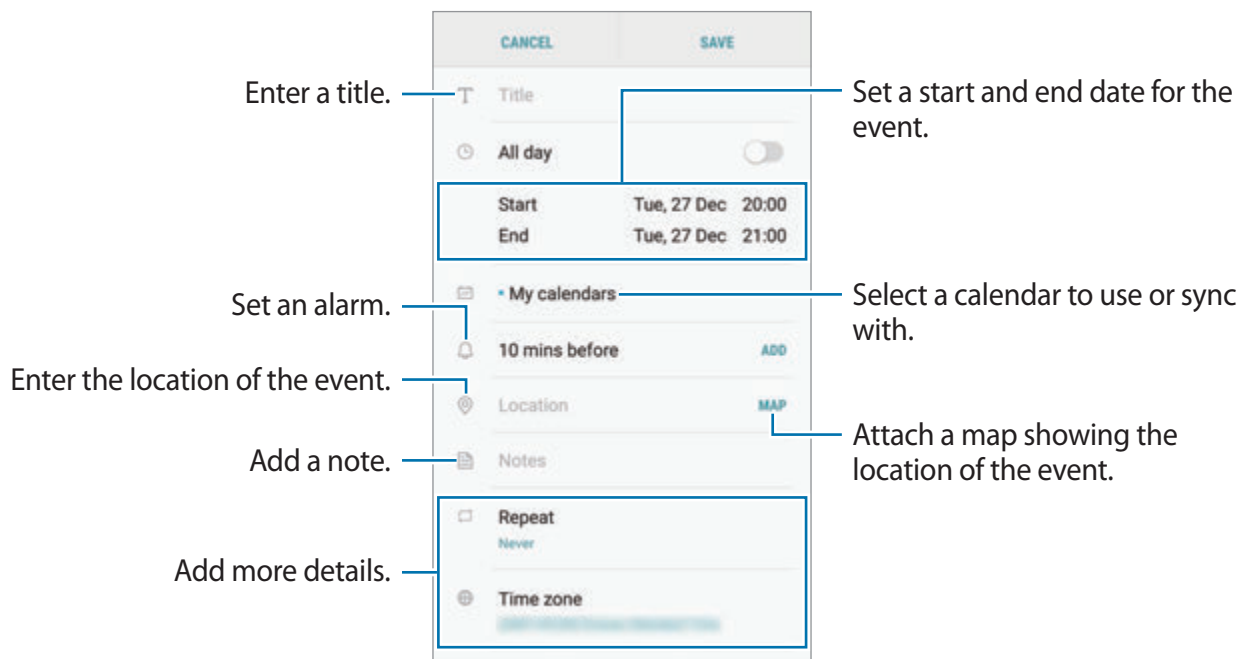 CANCEL SAVE
Enter a title.
Title
Set a start and end date for the
event.
All day
Start Tue, 27 Dec 20:00
End Tue, 27 Dec 21:00
Set an alarm.
My calendars
Select a calendar to use or sync
with.
10 mins before ADD
Enter the location of the event.
Location MAP
Attach a map showing the
location of the event.
Add a note.
Notes
Repeat
Never
Add more details.
Time zone